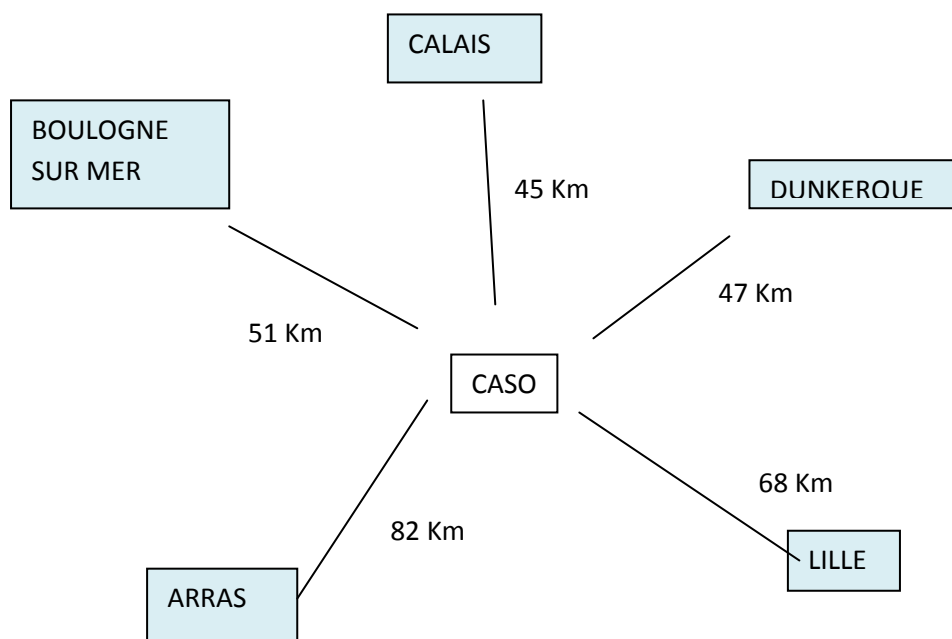 CALAIS
BOULOGNE
SUR MER
45 Km
DUNKERQUE
47 Km
51 Km
CASO
68 Km
82 Km
LILLE
ARRAS